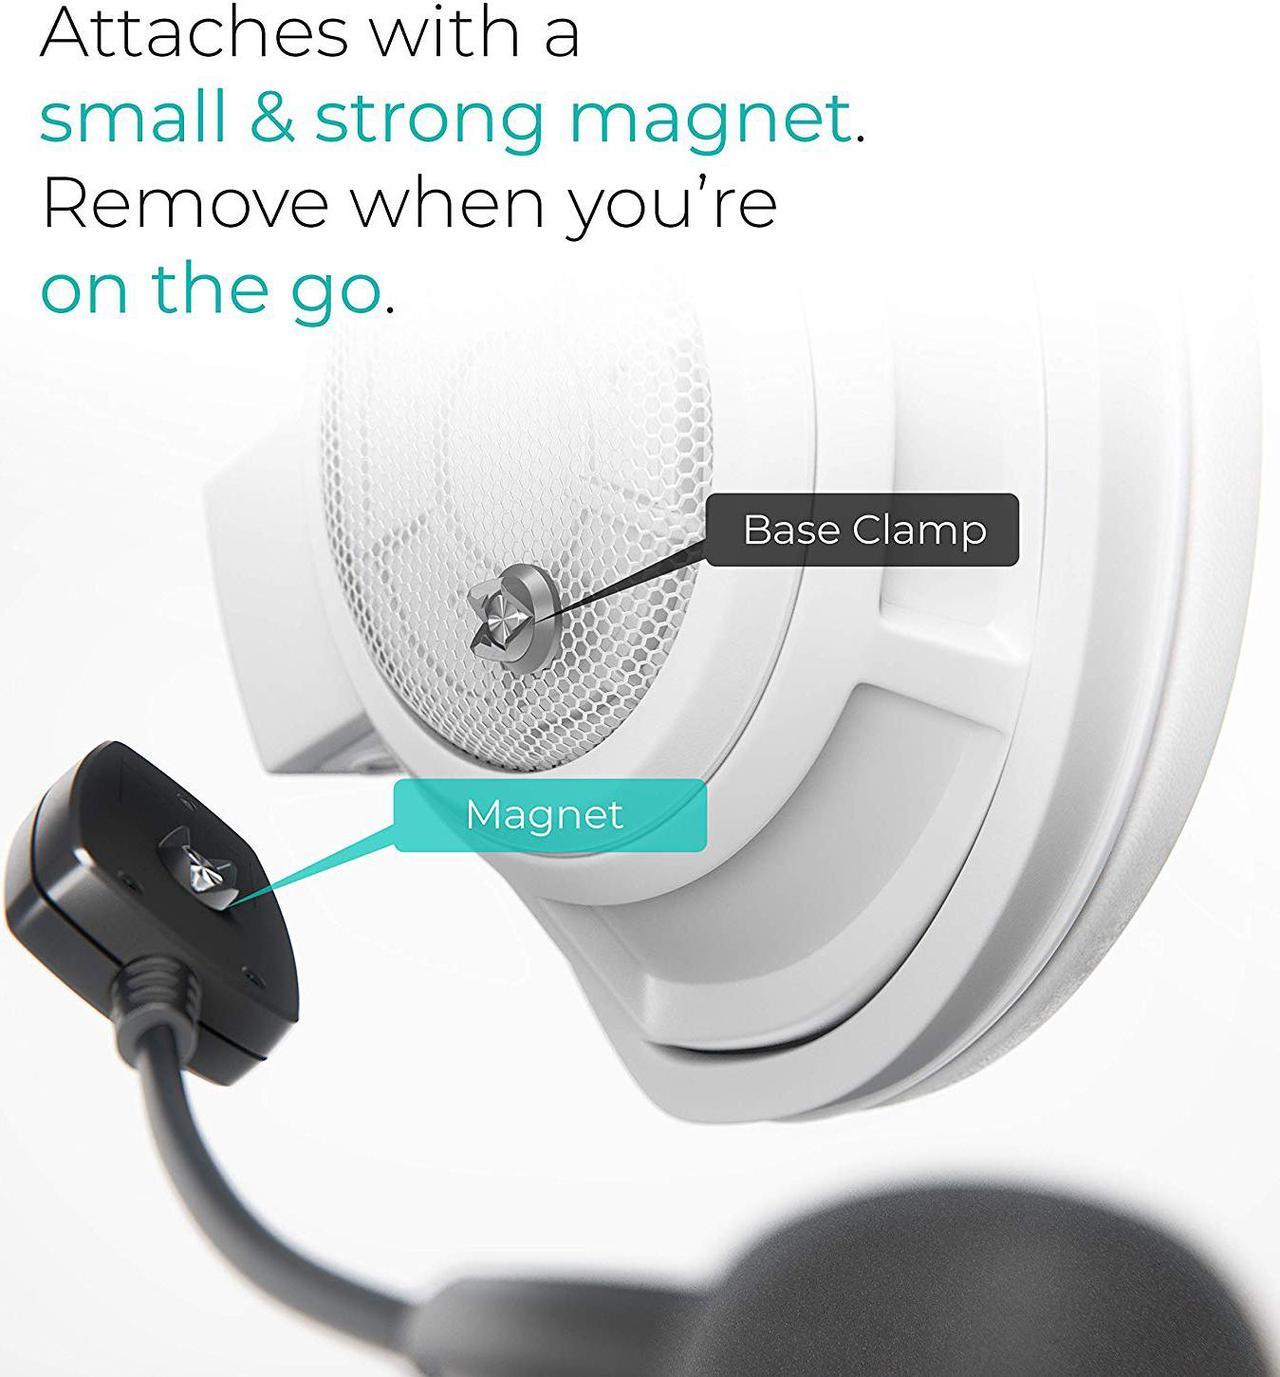 Attaches with a
small & strong magnet.
Remove when you’re
on the go.
Base Clamp
Magnet